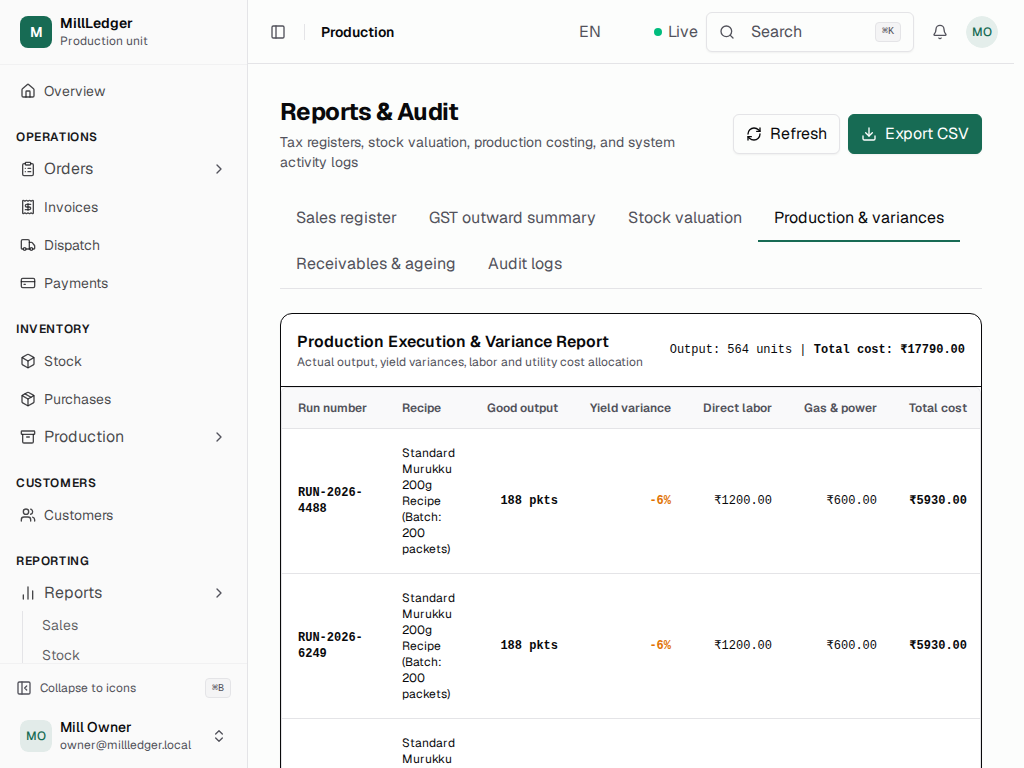 M
MillLedger
Production unit
Overview
OPERATIONS
Orders
Invoices
Dispatch
Payments
INVENTORY
Stock
Purchases
Production
CUSTOMERS
Customers
REPORTING
Reports
Sales
Stock
Collapse to icons ⌘B
MO
Mill Owner
owner@millledger.local
Production
EN
Live
Search ⌘K
MO
Reports & Audit
Tax registers, stock valuation, production costing, and system
activity logs
Refresh
Export CSV
Sales register GST outward summary Stock valuation Production & variances
Receivables & ageing Audit logs
Production Execution & Variance Report
Actual output, yield variances, labor and utility cost allocation
Output: 564 units | Total cost: ₹17790.00
Run number Recipe Good output Yield variance Direct labor Gas & power Total cost
RUN-2026-
4488
Standard
Murukku
200g
Recipe
(Batch:
200
packets)
188 pkts -6% ₹1200.00 ₹600.00 ₹5930.00
RUN-2026-
6249
Standard
Murukku
200g
Recipe
(Batch:
200
packets)
188 pkts -6% ₹1200.00 ₹600.00 ₹5930.00
Standard
Murukku